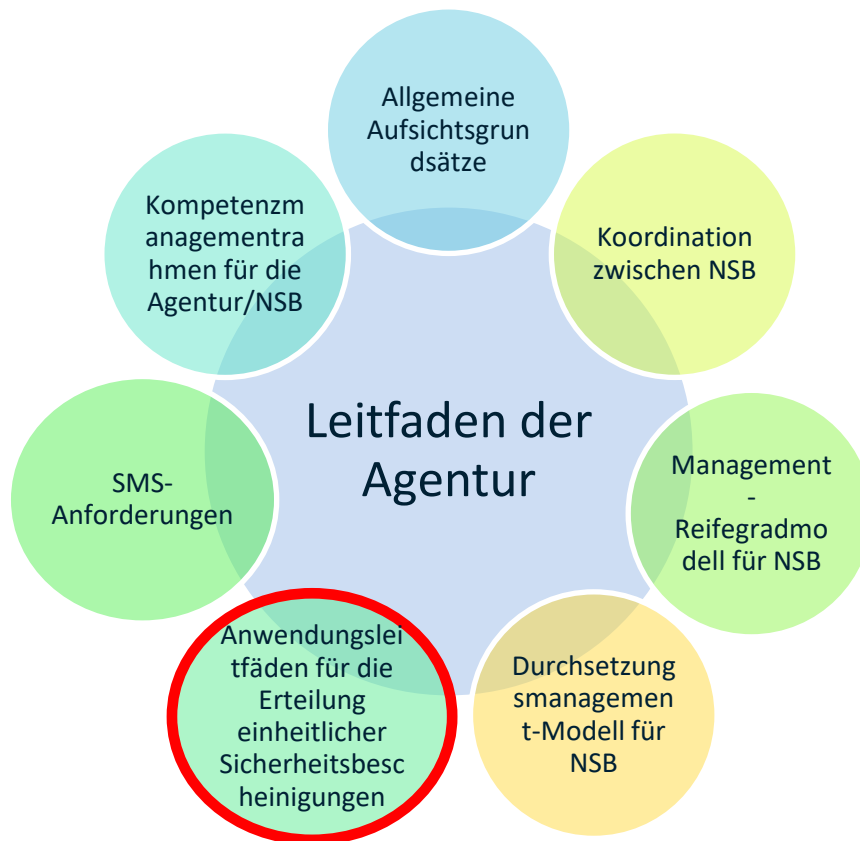 Allgemeine
Aufsichtsgrun
dsätze
Kompetenzm
anagementra
hmen für die
Agentur/NSB
Koordination
zwischen NSB
Leitfaden der
Agentur
SMS-
Anforderungen
Management
-
Reifegradmo
dell für NSB
Anwendungslei
tfäden für die
Erteilung
einheitlicher
Sicherheitsbesc
heinigungen
Durchsetzung
smanagemen
t-Modell für
NSB